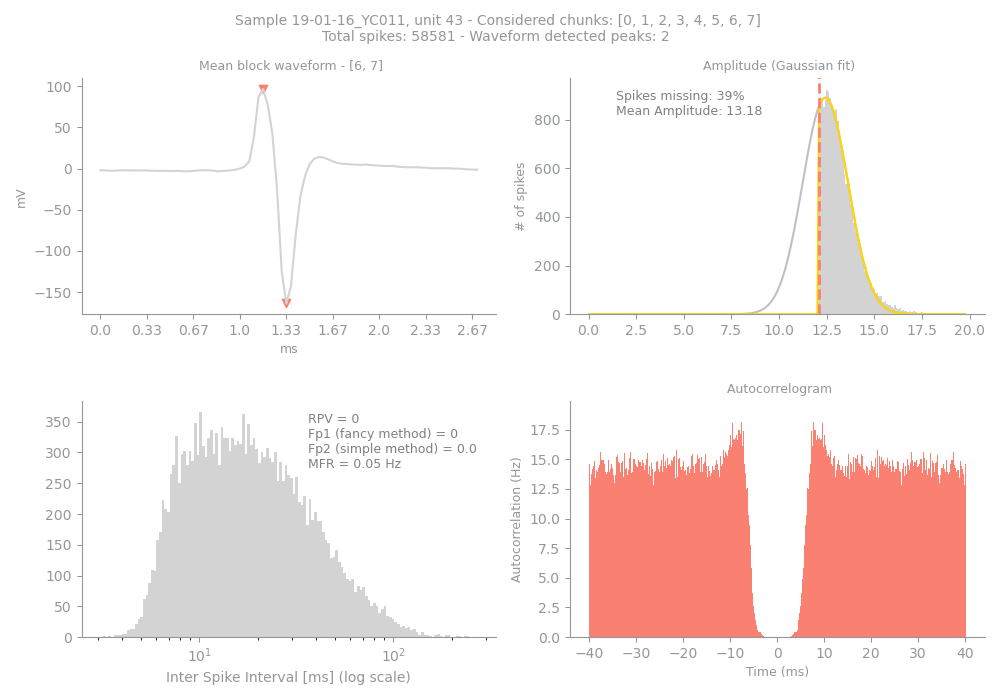 Sample 19-01-16_YC011, unit 43 - Considered chunks: [0, 1, 2, 3, 4, 5, 6, 7]
Total spikes: 58581 - Waveform detected peaks: 2
Mean block waveform - [6, 7]
100
50
0
−50
−100
−150
mV
0.0 0.33 0.67 1.0 1.33 1.67 2.0 2.33 2.67
ms
Amplitude (Gaussian fit)
Spikes missing: 39%
Mean Amplitude: 13.18
800
600
400
200
0
# of spikes
0.0 2.5 5.0 7.5 10.0 12.5 15.0 17.5 20.0
RPV = 0
Fp1 (fancy method) = 0
Fp2 (simple method) = 0.0
MFR = 0.05 Hz
350
300
250
200
150
100
50
0
10¹ 10²
Inter Spike Interval [ms] (log scale)
Autocorrelogram
17.5
15.0
12.5
10.0
7.5
5.0
2.5
0.0
Autocorrelation (Hz)
−40 −30 −20 −10 0 10 20 30 40
Time (ms)